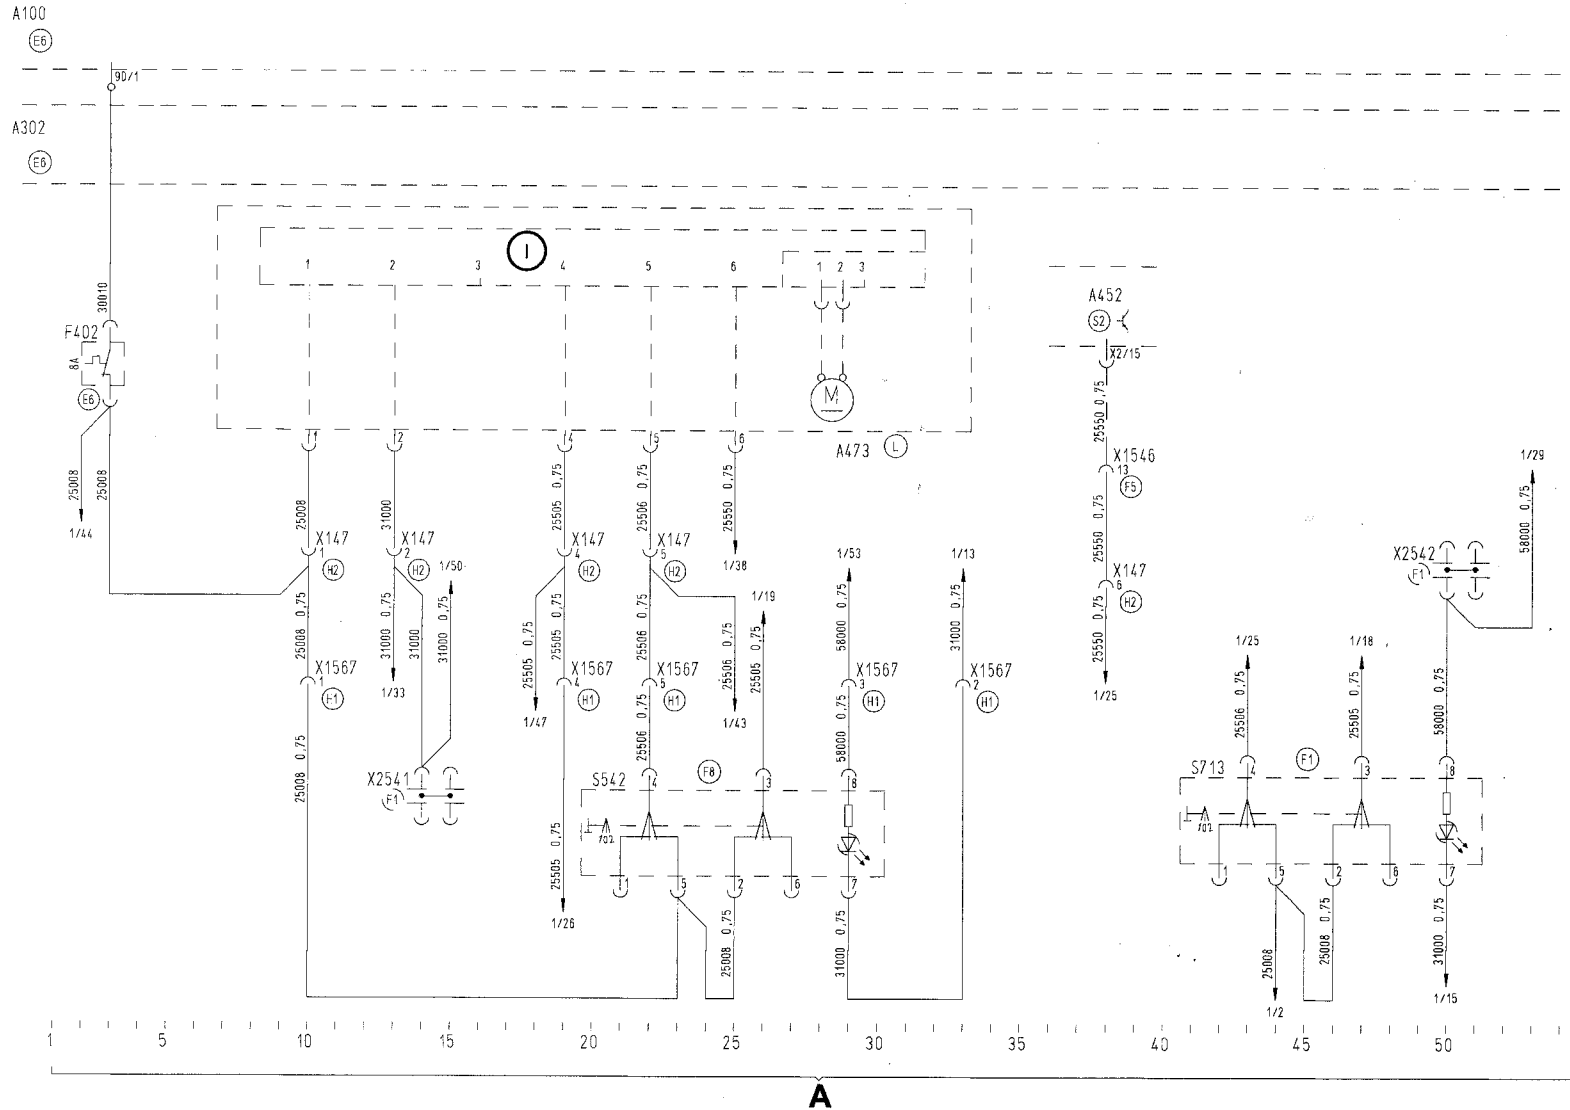 A100
E6
9D/1
A302
E6
I
1 2 3 4 5 6 1 2 3
30010
F402
8A
E6
A452
S2
X2/15
M
1 2 4 5 6
A473 L
25008
25008
1/44
25008
31000
25505 0,75
25506 0,75
25550 0,75
1/38
25550 0,75
X1546
13
F5
1/29
58000 0,75
X147
1
H2
X147
2
H2
1/50
X147
4
H2
X147
5
H2
1/53
1/13
25550 0,75
X147
6
H2
X2542
F1
25008 0,75
31000 0,75
31000
31000 0,75
25505 0,75
25505 0,75
25506 0,75
25506 0,75
1/19
25505 0,75
58000 0,75
31000 0,75
25550 0,75
1/25
1/25
1/18
X1567
1
H1
1/33
X1567
4
H1
1/47
X1567
5
H1
1/43
X1567
3
H1
X1567
2
H1
25008 0,75
25506 0,75
58000 0,75
25506 0,75
25505 0,75
58000 0,75
X2541
F1
S542
F8
4 3 8
102
1 5 2 6 7
S713
F1
4 3 8
102
1 5 2 6 7
25505 0,75
1/26
25008 0,75
31000 0,75
25008
25008 0,75
31000 0,75
1/2
1/15
1 5 10 15 20 25 30 35 40 45 50
A